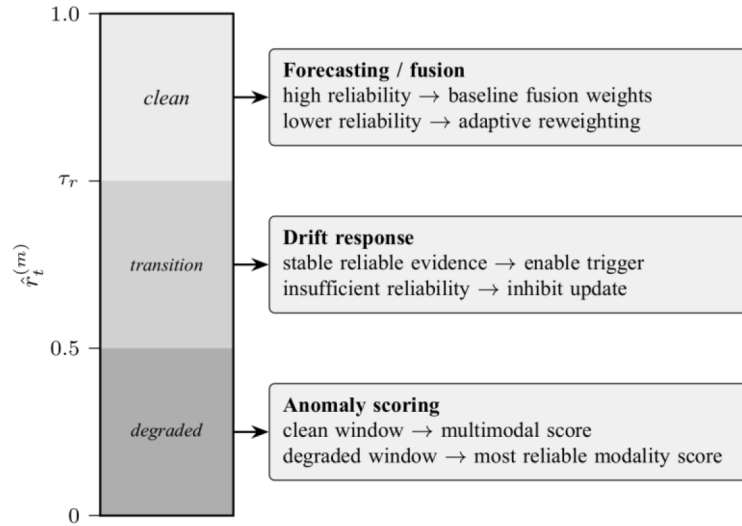 1.0
clean
τr
transition
r̂t(m)
0.5
degraded
0
Forecasting / fusion
high reliability → baseline fusion weights
lower reliability → adaptive reweighting
Drift response
stable reliable evidence → enable trigger
insufficient reliability → inhibit update
Anomaly scoring
clean window → multimodal score
degraded window → most reliable modality score